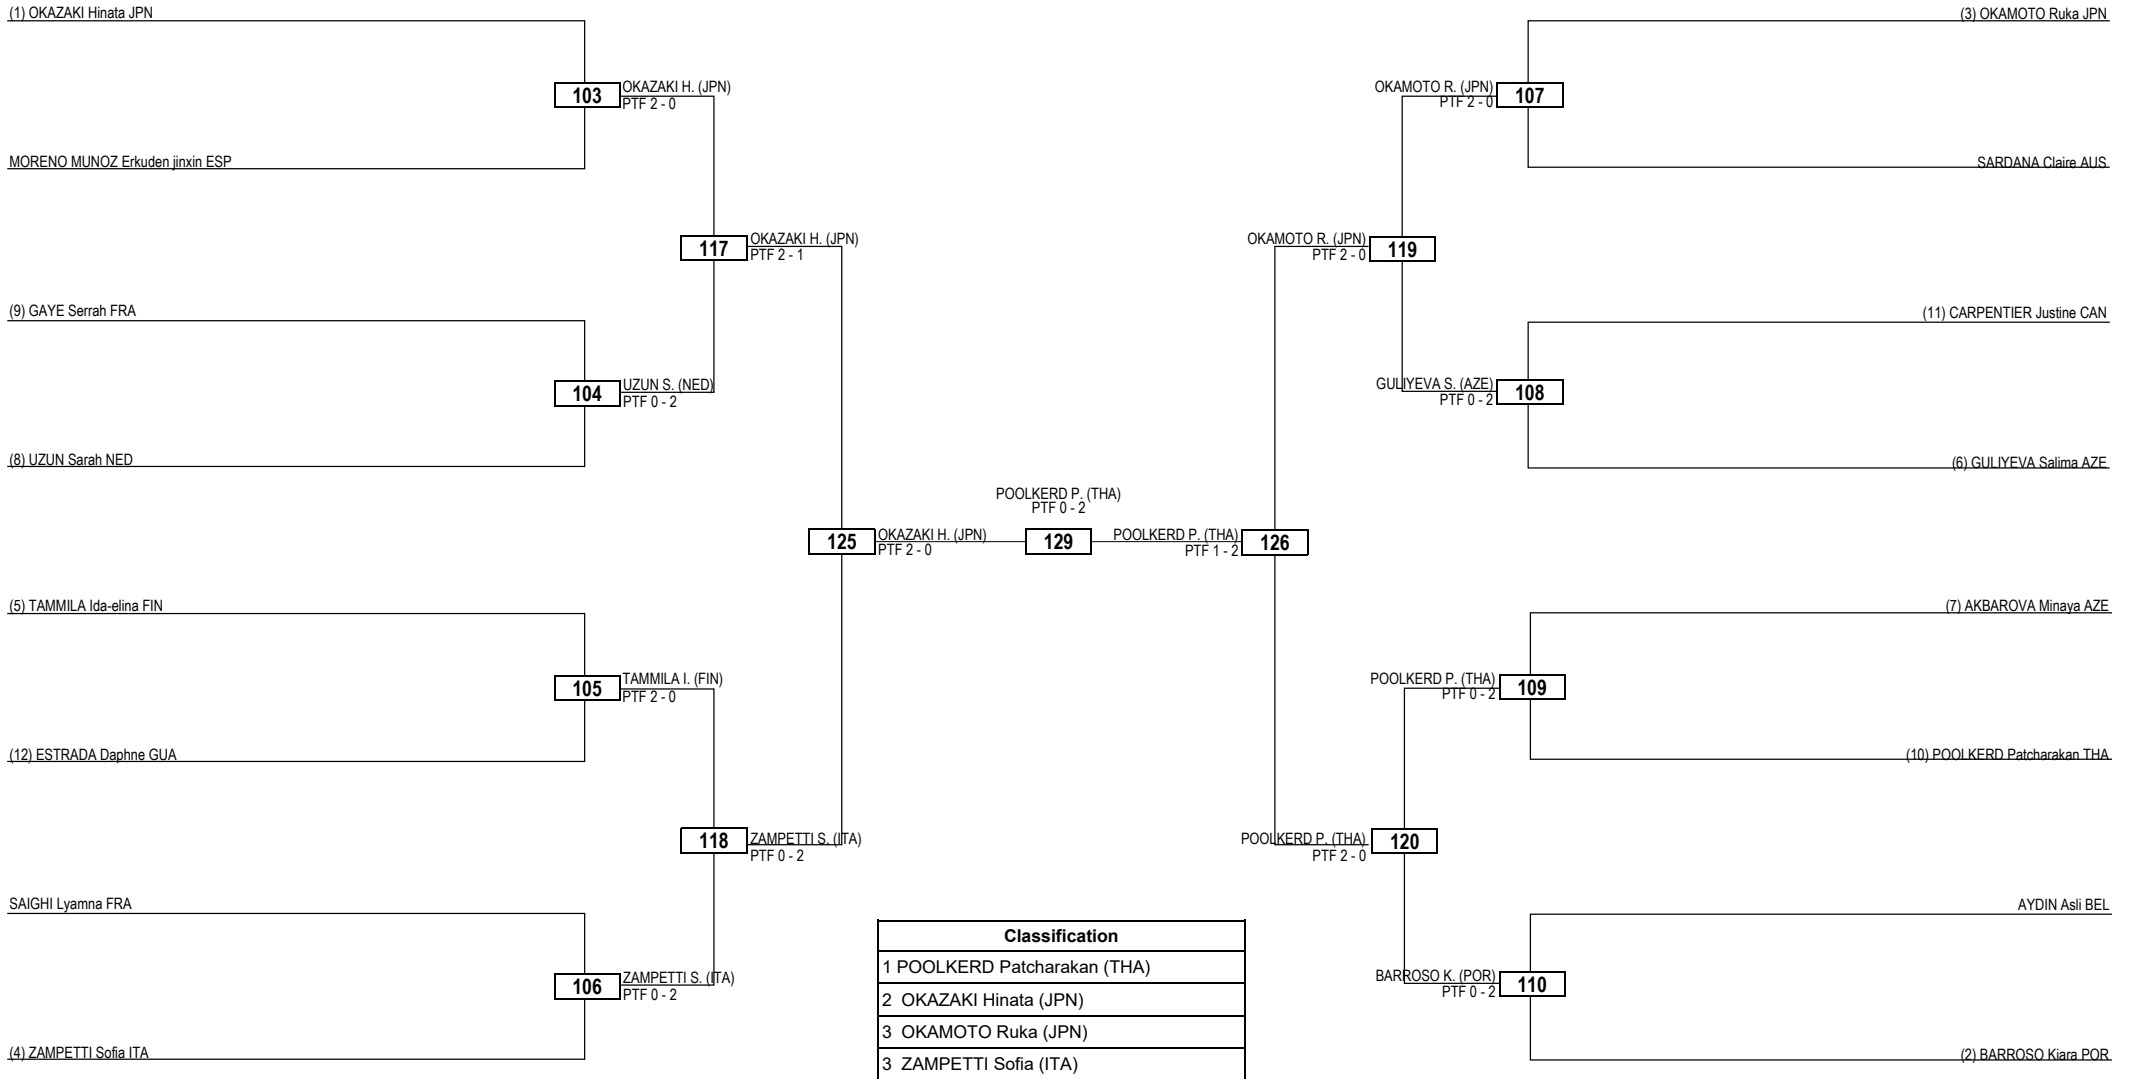 (1) OKAZAKI Hinata JPN
103
OKAZAKI H. (JPN)
PTF 2 - 0
MORENO MUNOZ Erkuden jinxin ESP
117
OKAZAKI H. (JPN)
PTF 2 - 1
(9) GAYE Serrah FRA
104
UZUN S. (NED)
PTF 0 - 2
(8) UZUN Sarah NED
125
OKAZAKI H. (JPN)
PTF 2 - 0
(5) TAMMILA Ida-elina FIN
105
TAMMILA I. (FIN)
PTF 2 - 0
(12) ESTRADA Daphne GUA
118
ZAMPETTI S. (ITA)
PTF 0 - 2
SAIGHI Lyamna FRA
106
ZAMPETTI S. (ITA)
PTF 0 - 2
(4) ZAMPETTI Sofia ITA
POOLKERD P. (THA)
PTF 0 - 2
129
(3) OKAMOTO Ruka JPN
OKAMOTO R. (JPN)
PTF 2 - 0
107
SARDANA Claire AUS
OKAMOTO R. (JPN)
PTF 2 - 0
119
(11) CARPENTIER Justine CAN
GULIYEVA S. (AZE)
PTF 0 - 2
108
(6) GULIYEVA Salima AZE
POOLKERD P. (THA)
PTF 1 - 2
126
(7) AKBAROVA Minaya AZE
POOLKERD P. (THA)
PTF 0 - 2
109
(10) POOLKERD Patcharakan THA
POOLKERD P. (THA)
PTF 2 - 0
120
AYDIN Asli BEL
BARROSO K. (POR)
PTF 0 - 2
110
(2) BARROSO Kiara POR
Classification
1 POOLKERD Patcharakan (THA)
2 OKAZAKI Hinata (JPN)
3 OKAMOTO Ruka (JPN)
3 ZAMPETTI Sofia (ITA)